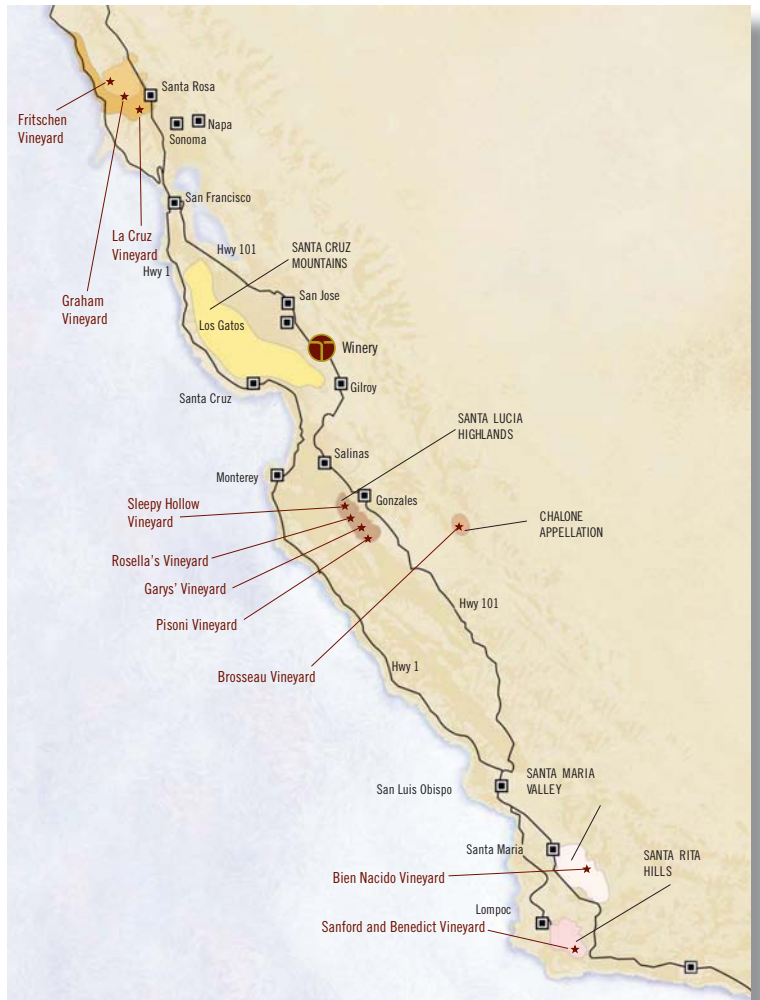 Santa Rosa
Fritschen
Vineyard
Napa
Sonoma
San Francisco
La Cruz
Vineyard
Hwy 101
SANTA CRUZ
MOUNTAINS
Hwy 1
Graham
Vineyard
San Jose
Los Gatos
Winery
Gilroy
Santa Cruz
SANTA LUCIA
HIGHLANDS
Salinas
Monterey
Gonzales
Sleepy Hollow
Vineyard
CHALONE
APPELLATION
Rosella's Vineyard
Garys' Vineyard
Hwy 101
Pisoni Vineyard
Hwy 1
Brosseau Vineyard
SANTA MARIA
VALLEY
San Luis Obispo
Santa Maria
SANTA RITA
HILLS
Bien Nacido Vineyard
Lompoc
Sanford and Benedict Vineyard